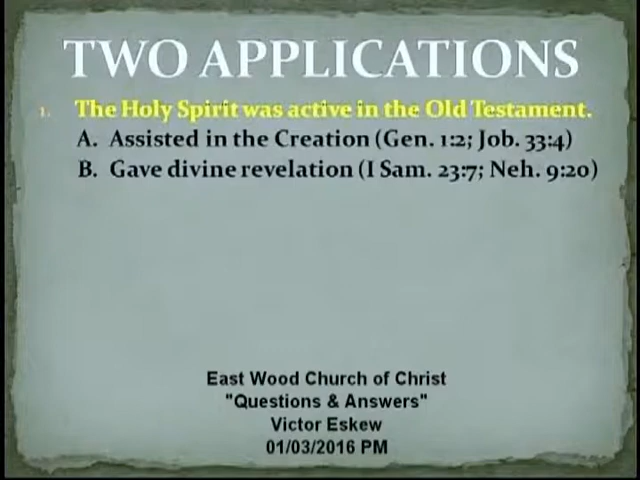 TWO APPLICATIONS
1. The Holy Spirit was active in the Old Testament.
A. Assisted in the Creation (Gen. 1:2; Job. 33:4)
B. Gave divine revelation (I Sam. 23:7; Neh. 9:20)
East Wood Church of Christ
"Questions & Answers"
Victor Eskew
01/03/2016 PM